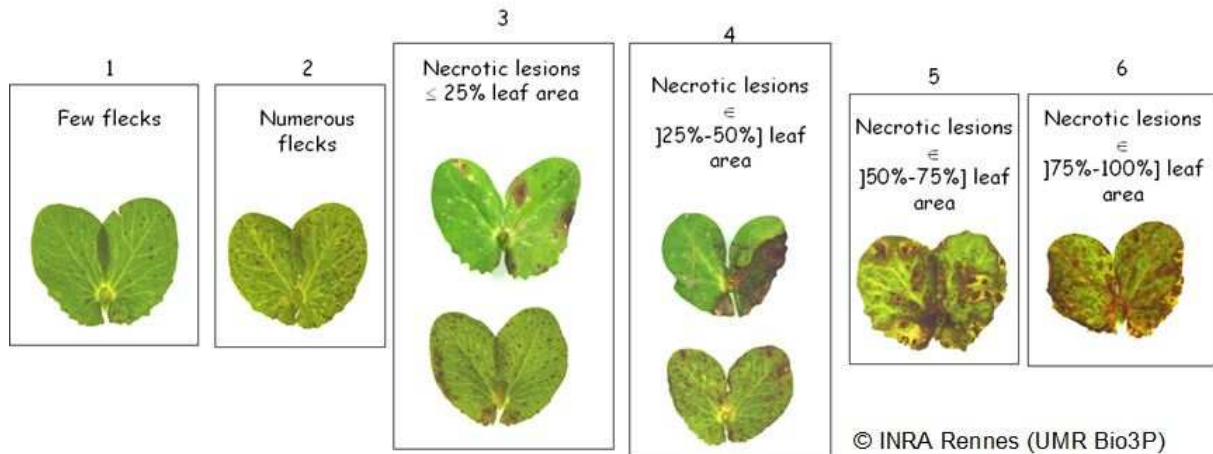 1
Few flecks
2
Numerous
flecks
3
Necrotic lesions
≤ 25% leaf area
4
Necrotic lesions
∈
]25%-50%] leaf
area
5
Necrotic lesions
∈
]50%-75%] leaf
area
6
Necrotic lesions
∈
]75%-100%] leaf
area
© INRA Rennes (UMR Bio3P)